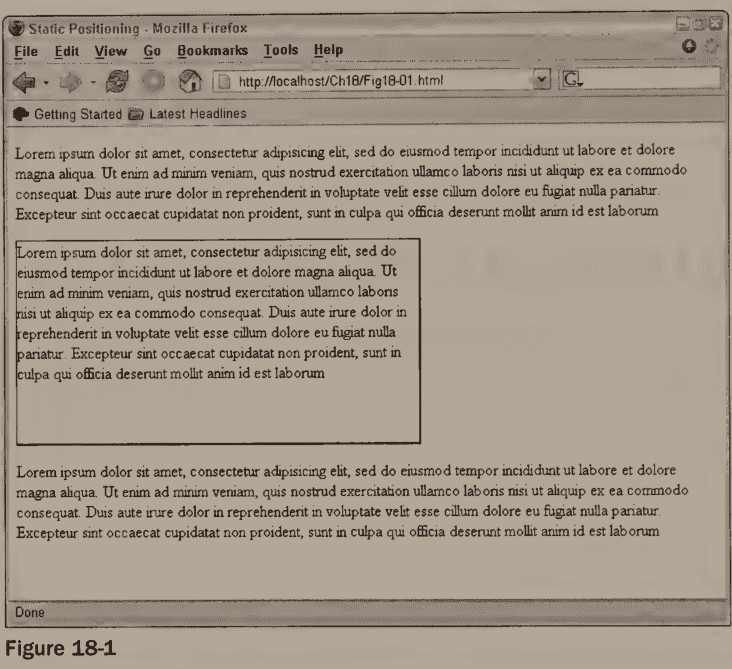 Static Positioning - Mozilla Firefox
File Edit View Go Bookmarks Tools Help
http://localhost/Ch18/Fig18-01.html
G
Getting Started Latest Headlines
Lorem ipsum dolor sit amet, consectetur adipisicing elit, sed do eiusmod tempor incididunt ut labore et dolore
magna aliqua. Ut enim ad minim veniam, quis nostrud exercitation ullamco laboris nisi ut aliquip ex ea commodo
consequat. Duis aute irure dolor in reprehenderit in voluptate velit esse cillum dolore eu fugiat nulla pariatur.
Excepteur sint occaecat cupidatat non proident, sunt in culpa qui officia deserunt mollit anim id est laborum
Lorem ipsum dolor sit amet, consectetur adipisicing elit, sed do
eiusmod tempor incididunt ut labore et dolore magna aliqua. Ut
enim ad minim veniam, quis nostrud exercitation ullamco laboris
nisi ut aliquip ex ea commodo consequat. Duis aute irure dolor in
reprehenderit in voluptate velit esse cillum dolore eu fugiat nulla
pariatur. Excepteur sint occaecat cupidatat non proident, sunt in
culpa qui officia deserunt mollit anim id est laborum
Lorem ipsum dolor sit amet, consectetur adipisicing elit, sed do eiusmod tempor incididunt ut labore et dolore
magna aliqua. Ut enim ad minim veniam, quis nostrud exercitation ullamco laboris nisi ut aliquip ex ea commodo
consequat. Duis aute irure dolor in reprehenderit in voluptate velit esse cillum dolore eu fugiat nulla pariatur.
Excepteur sint occaecat cupidatat non proident, sunt in culpa qui officia deserunt mollit anim id est laborum
Done
Figure 18-1